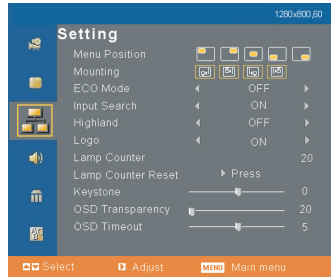 1280x800,60
Setting
Menu Position
Mounting
ECO Mode OFF
Input Search ON
Highland OFF
Logo ON
Lamp Counter 20
Lamp Counter Reset Press
Keystone 0
OSD Transparency 20
OSD Timeout 5
Select Adjust MENU Main menu